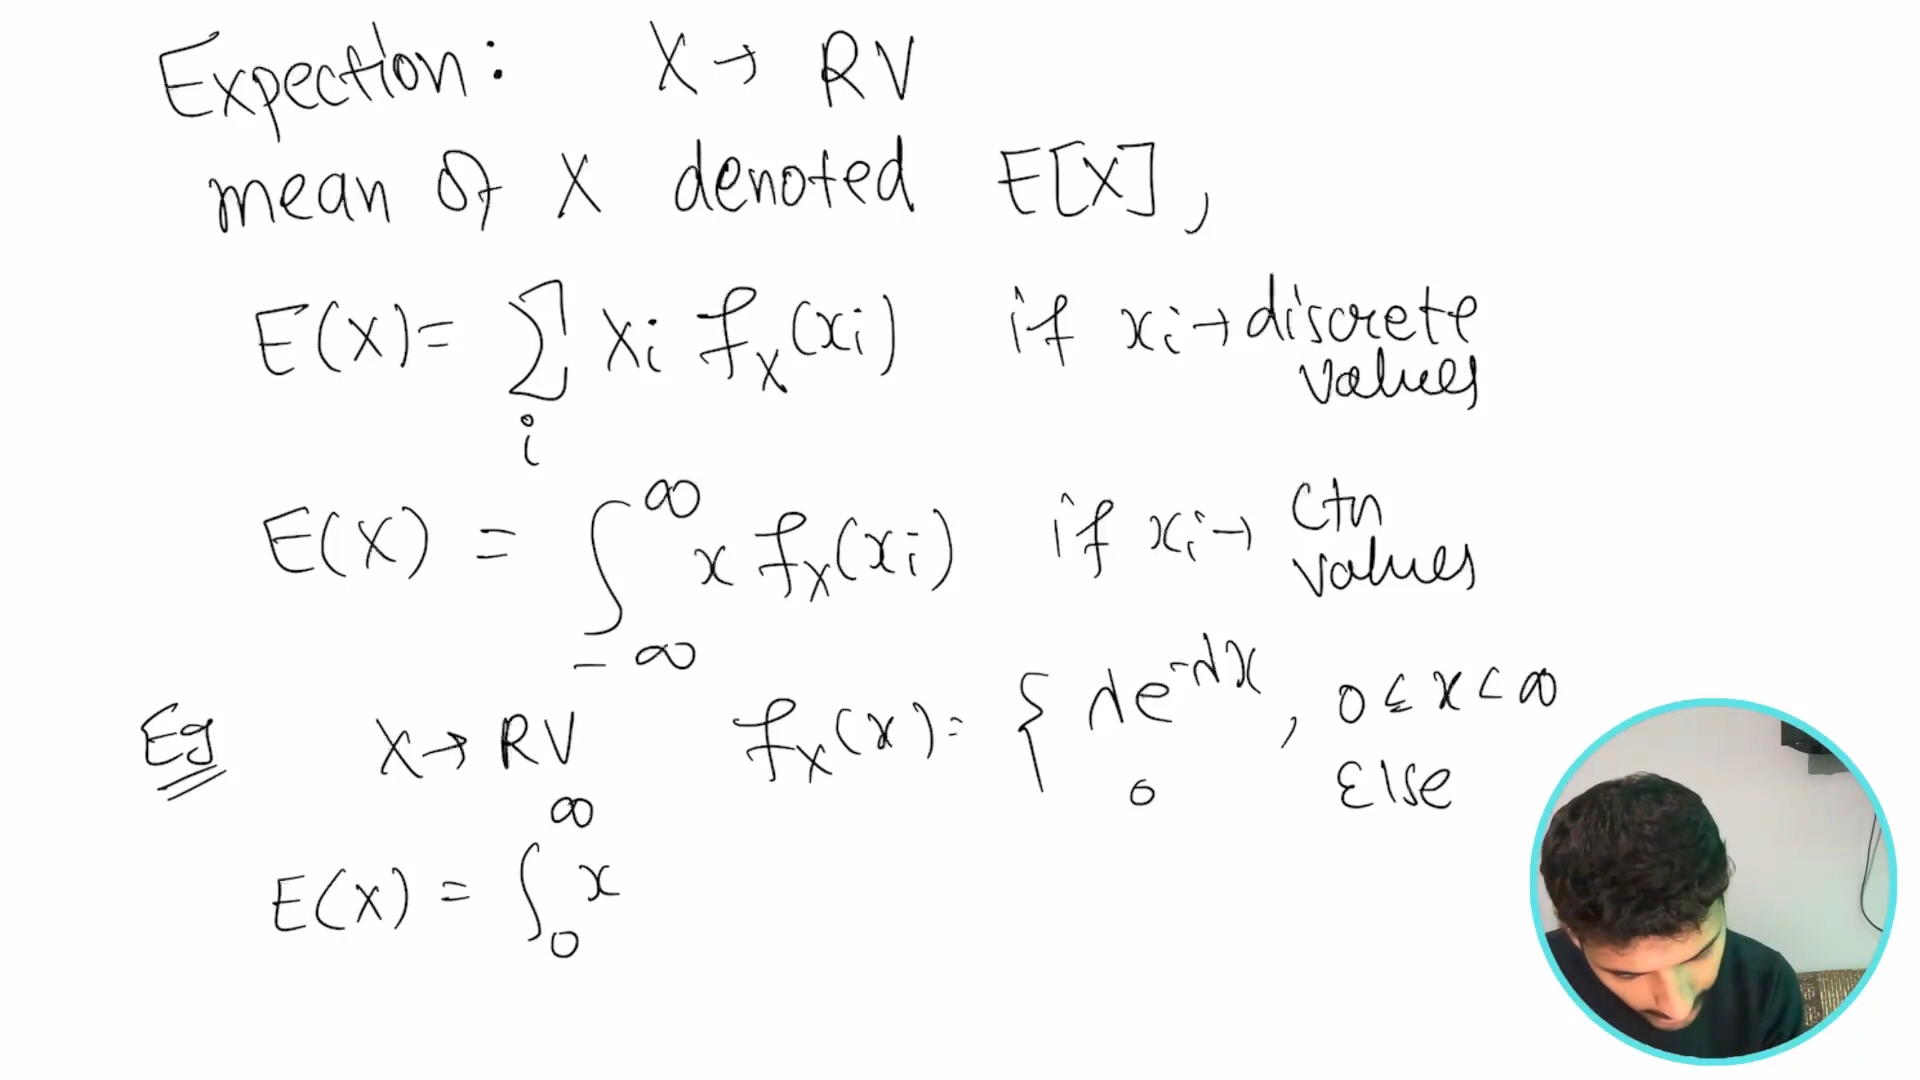 Expection: X → RV
mean of X denoted E[X],
E(X) = ∑ xi fX(xi) if xi → discrete
values
i
∞
E(X) = ∫ x fX(xi) if xi → Ctn
values
- ∞
Eg X → RV fX(x) = { λe^-λx, 0 ≤ x < ∞
0 Else
∞
E(X) = ∫ x
0